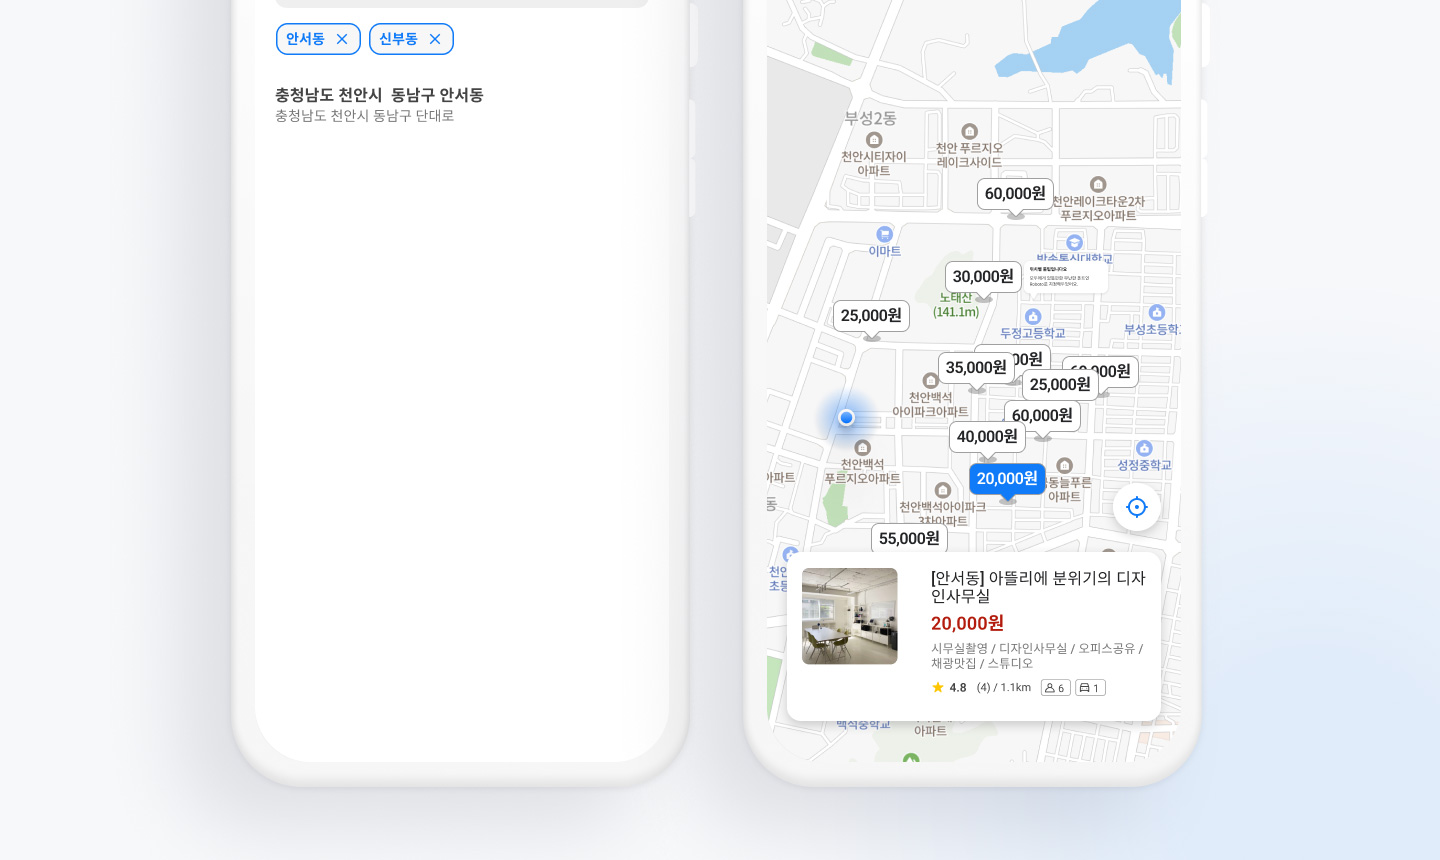 안서동
신부동
충청남도 천안시 동남구 안서동
충청남도 천안시 동남구 단대로
부성2동
천안시티자이
아파트
천안 푸르지오
레이크사이드
60,000원
천안레이크타운2차
푸르지오아파트
이마트
방송통신대학교
30,000원
노태산
(141.1m)
25,000원
두정고등학교
부성초등학
35,000원
00원
25,000원
천안백석
아이파크아파트
60,000원
40,000원
천안백석
푸르지오아파트
아파트
동
20,000원
동늘푸른
아파트
성정중학교
천안백석아이파크
3차아파트
55,000원
[안서동] 아뜰리에 분위기의 디자
인사무실
20,000원
시무실촬영 / 디자인사무실 / 오피스공유 /
채광맛집 / 스튜디오
4.8 (4) / 1.1km 6 1
백석중학교
아파트